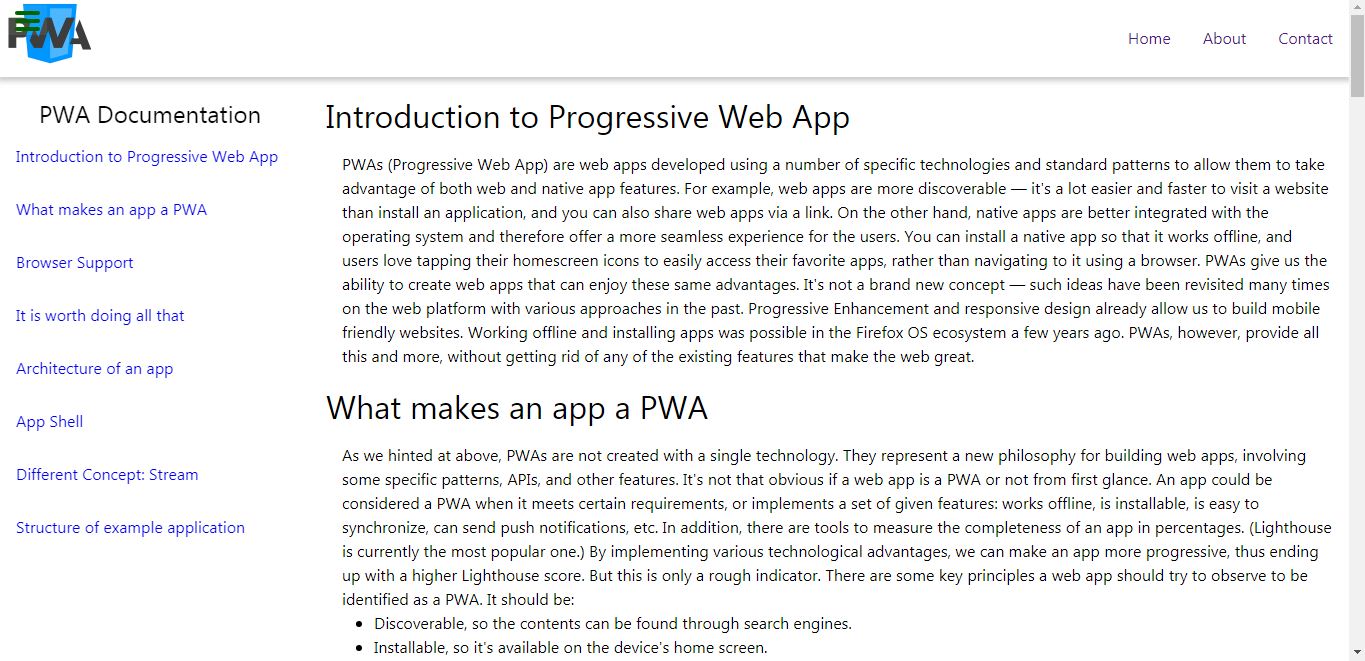 PWA
Home
About
Contact
PWA Documentation
Introduction to Progressive Web App
What makes an app a PWA
Browser Support
It is worth doing all that
Architecture of an app
App Shell
Different Concept: Stream
Structure of example application
Introduction to Progressive Web App
PWAs (Progressive Web App) are web apps developed using a number of specific technologies and standard patterns to allow them to take
advantage of both web and native app features. For example, web apps are more discoverable — it's a lot easier and faster to visit a website
than install an application, and you can also share web apps via a link. On the other hand, native apps are better integrated with the
operating system and therefore offer a more seamless experience for the users. You can install a native app so that it works offline, and
users love tapping their homescreen icons to easily access their favorite apps, rather than navigating to it using a browser. PWAs give us the
ability to create web apps that can enjoy these same advantages. It's not a brand new concept — such ideas have been revisited many times
on the web platform with various approaches in the past. Progressive Enhancement and responsive design already allow us to build mobile
friendly websites. Working offline and installing apps was possible in the Firefox OS ecosystem a few years ago. PWAs, however, provide all
this and more, without getting rid of any of the existing features that make the web great.
What makes an app a PWA
As we hinted at above, PWAs are not created with a single technology. They represent a new philosophy for building web apps, involving
some specific patterns, APIs, and other features. It's not that obvious if a web app is a PWA or not from first glance. An app could be
considered a PWA when it meets certain requirements, or implements a set of given features: works offline, is installable, is easy to
synchronize, can send push notifications, etc. In addition, there are tools to measure the completeness of an app in percentages. (Lighthouse
is currently the most popular one.) By implementing various technological advantages, we can make an app more progressive, thus ending
up with a higher Lighthouse score. But this is only a rough indicator. There are some key principles a web app should try to observe to be
identified as a PWA. It should be:
• Discoverable, so the contents can be found through search engines.
• Installable, so it's available on the device's home screen.